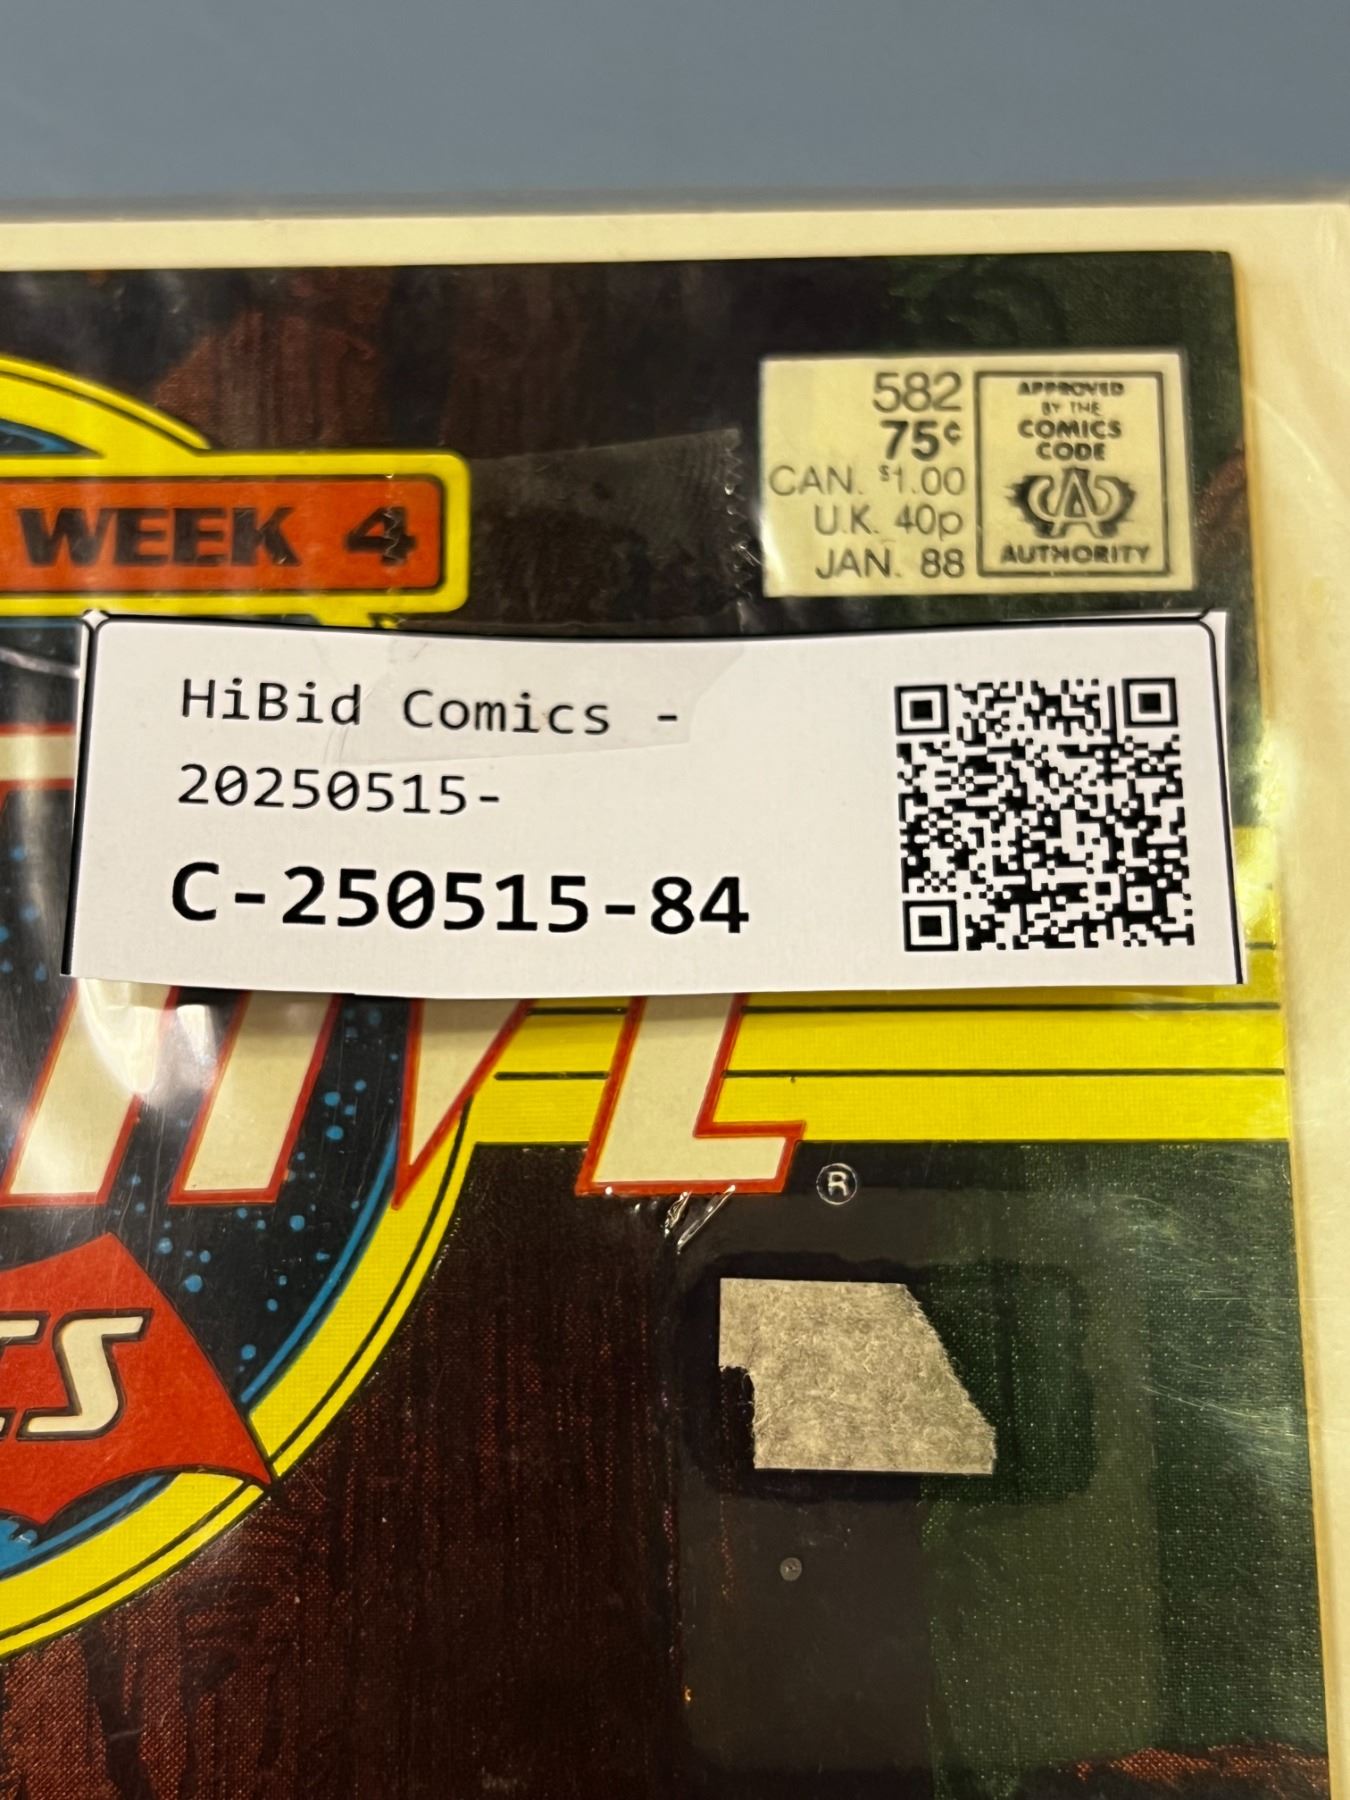 582
75¢
CAN. $1.00
U.K. 40p
JAN. 88
APPROVED
BY THE
COMICS
CODE
CA
AUTHORITY
WEEK 4
HiBid Comics -
20250515-
C-250515-84
®